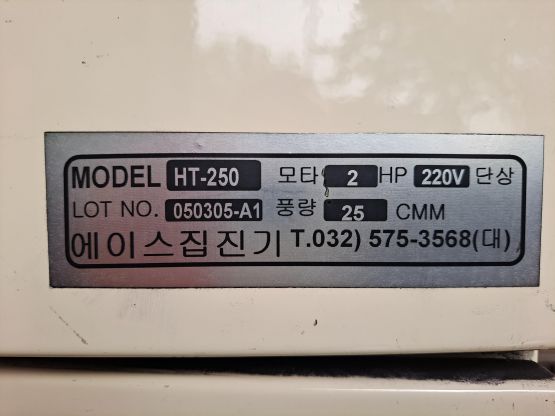 MODEL HT-250 모타 2 HP 220V 단상
LOT NO. 050305-A1 풍량 25 CMM
에이스집진기 T.032) 575-3568(대)